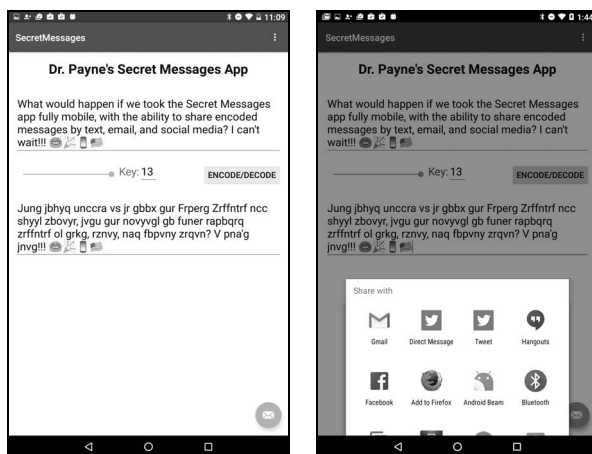 11:09
SecretMessages
Dr. Payne's Secret Messages App
What would happen if we took the Secret Messages
app fully mobile, with the ability to share encoded
messages by text, email, and social media? I can't
wait!!!
Key: 13
ENCODE/DECODE
Jung jbhyq unccra vs jr gbbx gur Frperg Zrffntrf ncc
shyyl zbovyr, jvgu gur novyvgl gb funer rapbqrq
zrffntrf ol grkg, rznvy, naq fbpvny zrqvn? V pna'g
jnvg!!!
1:44
SecretMessages
Dr. Payne's Secret Messages App
What would happen if we took the Secret Messages
app fully mobile, with the ability to share encoded
messages by text, email, and social media? I can't
wait!!!
Key: 13
ENCODE/DECODE
Jung jbhyq unccra vs jr gbbx gur Frperg Zrffntrf ncc
shyyl zbovyr, jvgu gur novyvgl gb funer rapbqrq
zrffntrf ol grkg, rznvy, naq fbpvny zrqvn? V pna'g
jnvg!!!
Share with
Gmail Direct Message Tweet Hangouts
Facebook Add to Firefox Android Beam Bluetooth